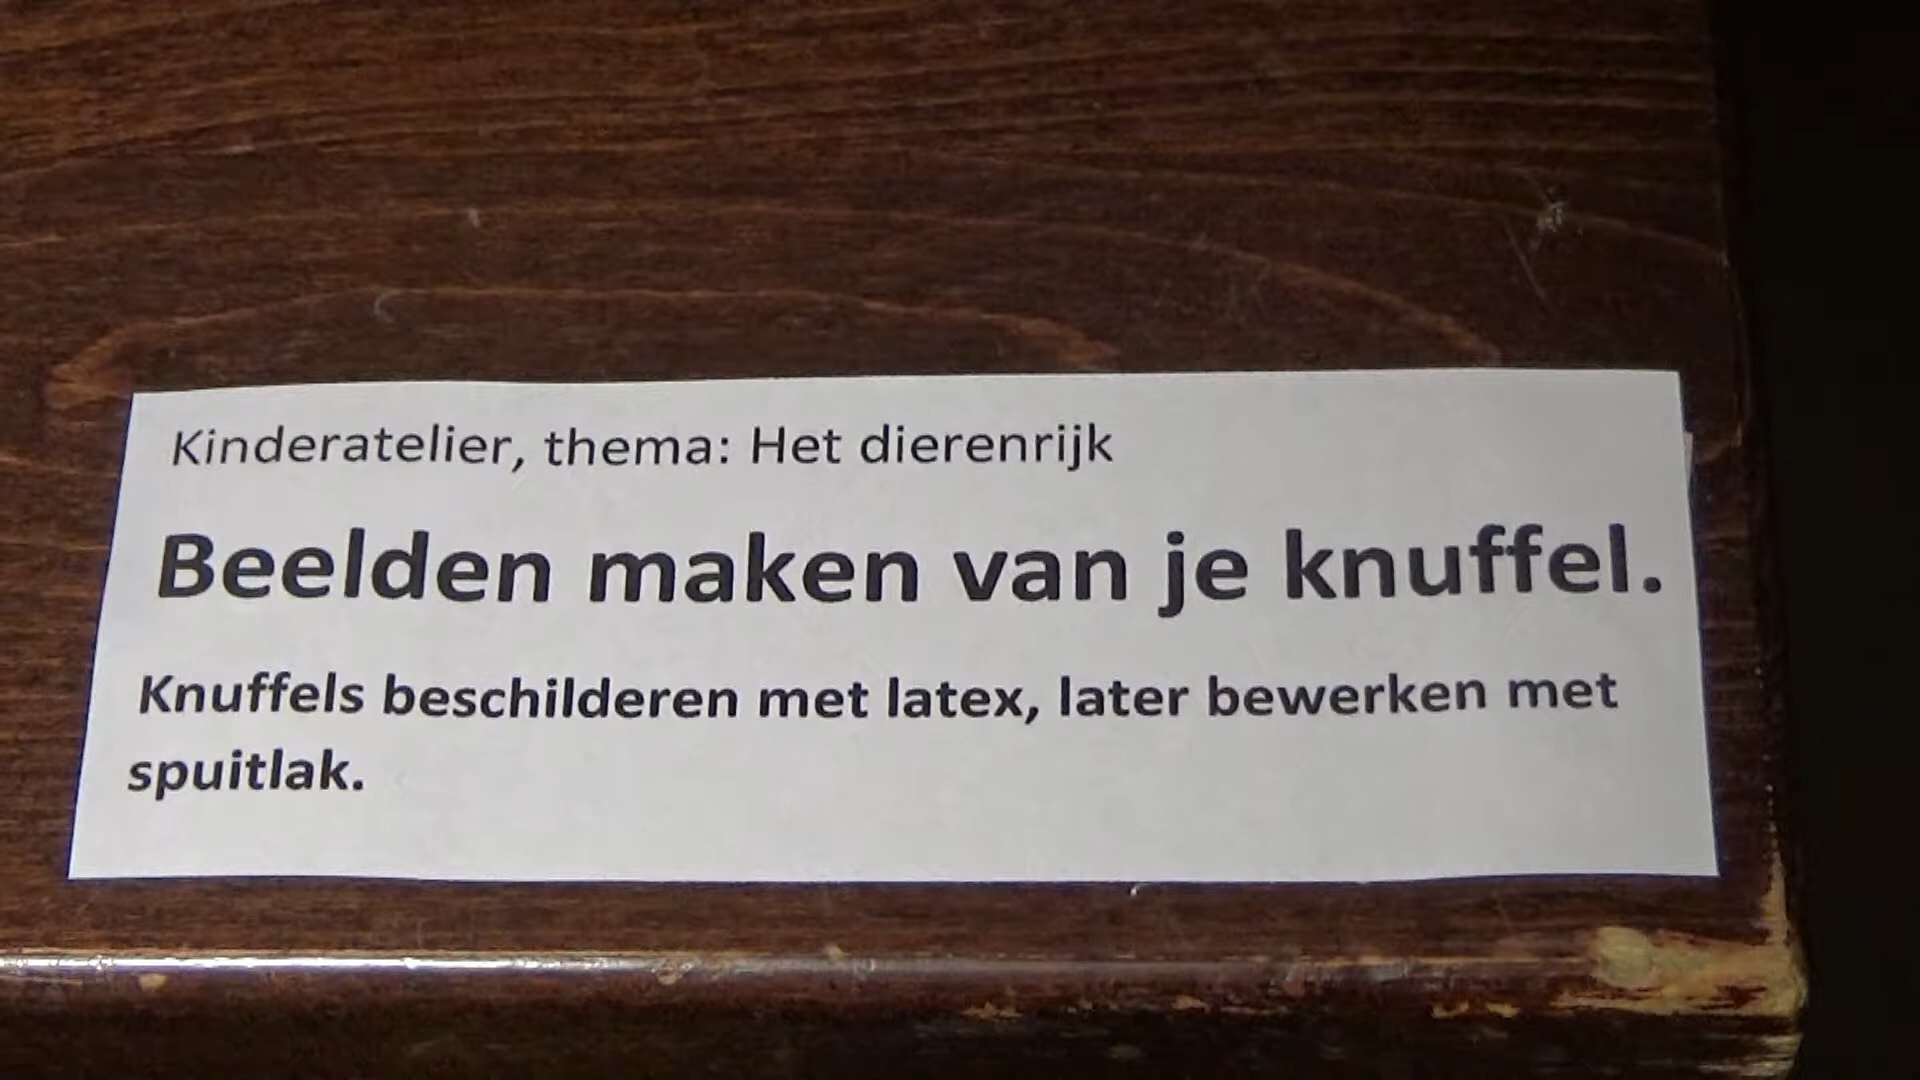 Kinderatelier, thema: Het dierenrijk
Beelden maken van je knuffel.
Knuffels beschilderen met latex, later bewerken met
spuitlak.